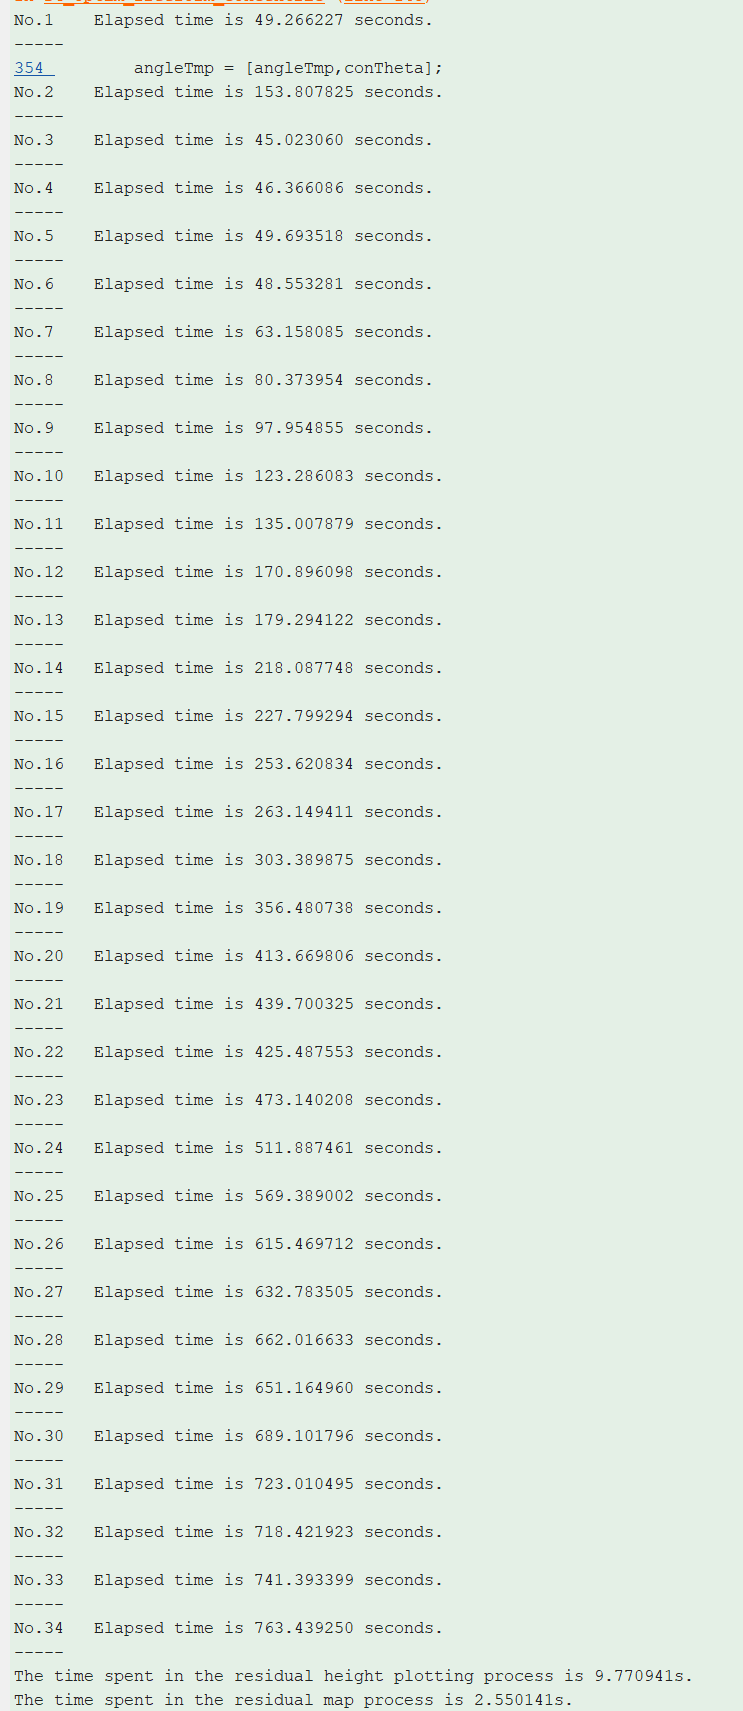 No.1    Elapsed time is 49.266227 seconds.
-----
354        angleTmp = [angleTmp,conTheta];
No.2    Elapsed time is 153.807825 seconds.
-----
No.3    Elapsed time is 45.023060 seconds.
-----
No.4    Elapsed time is 46.366086 seconds.
-----
No.5    Elapsed time is 49.693518 seconds.
-----
No.6    Elapsed time is 48.553281 seconds.
-----
No.7    Elapsed time is 63.158085 seconds.
-----
No.8    Elapsed time is 80.373954 seconds.
-----
No.9    Elapsed time is 97.954855 seconds.
-----
No.10   Elapsed time is 123.286083 seconds.
-----
No.11   Elapsed time is 135.007879 seconds.
-----
No.12   Elapsed time is 170.896098 seconds.
-----
No.13   Elapsed time is 179.294122 seconds.
-----
No.14   Elapsed time is 218.087748 seconds.
-----
No.15   Elapsed time is 227.799294 seconds.
-----
No.16   Elapsed time is 253.620834 seconds.
-----
No.17   Elapsed time is 263.149411 seconds.
-----
No.18   Elapsed time is 303.389875 seconds.
-----
No.19   Elapsed time is 356.480738 seconds.
-----
No.20   Elapsed time is 413.669806 seconds.
-----
No.21   Elapsed time is 439.700325 seconds.
-----
No.22   Elapsed time is 425.487553 seconds.
-----
No.23   Elapsed time is 473.140208 seconds.
-----
No.24   Elapsed time is 511.887461 seconds.
-----
No.25   Elapsed time is 569.389002 seconds.
-----
No.26   Elapsed time is 615.469712 seconds.
-----
No.27   Elapsed time is 632.783505 seconds.
-----
No.28   Elapsed time is 662.016633 seconds.
-----
No.29   Elapsed time is 651.164960 seconds.
-----
No.30   Elapsed time is 689.101796 seconds.
-----
No.31   Elapsed time is 723.010495 seconds.
-----
No.32   Elapsed time is 718.421923 seconds.
-----
No.33   Elapsed time is 741.393399 seconds.
-----
No.34   Elapsed time is 763.439250 seconds.
-----
The time spent in the residual height plotting process is 9.770941s.
The time spent in the residual map process is 2.550141s.